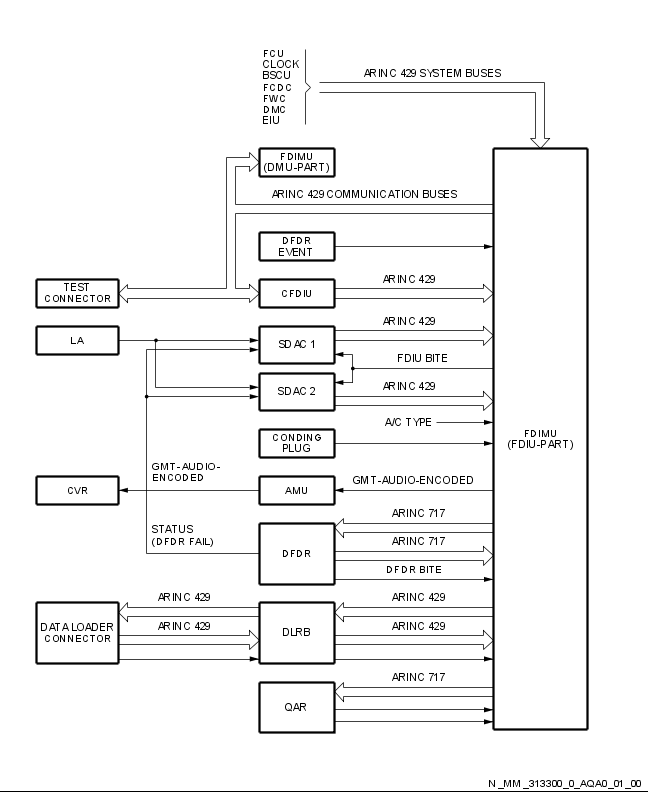 FCU
CLOCK
BSCU
FCDC
FWC
DMC
EIU
ARINC 429 SYSTEM BUSES
FDIMU
(DMU-PART)
ARINC 429 COMMUNICATION BUSES
DFDR
EVENT
TEST
CONNECTOR
CFDIU
ARINC 429
LA
SDAC 1
ARINC 429
FDIU BITE
SDAC 2
ARINC 429
A/C TYPE
FDIMU
(FDIU-PART)
CONDING
PLUG
GMT-AUDIO-
ENCODED
CVR
AMU
GMT-AUDIO-ENCODED
STATUS
(DFDR FAIL)
DFDR
ARINC 717
ARINC 717
DFDR BITE
DATA LOADER
CONNECTOR
ARINC 429
ARINC 429
DLRB
ARINC 429
ARINC 429
QAR
ARINC 717
N_MM_313300_0_AQA0_01_00